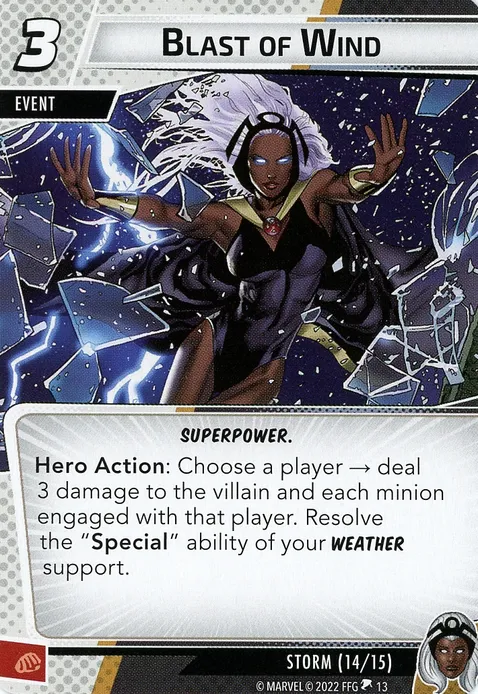 3
BLAST OF WIND
EVENT
SUPERPOWER.
Hero Action: Choose a player → deal
3 damage to the villain and each minion
engaged with that player. Resolve
the “Special” ability of your WEATHER
support.
STORM (14/15)
© MARVEL © 2022 FFG 13